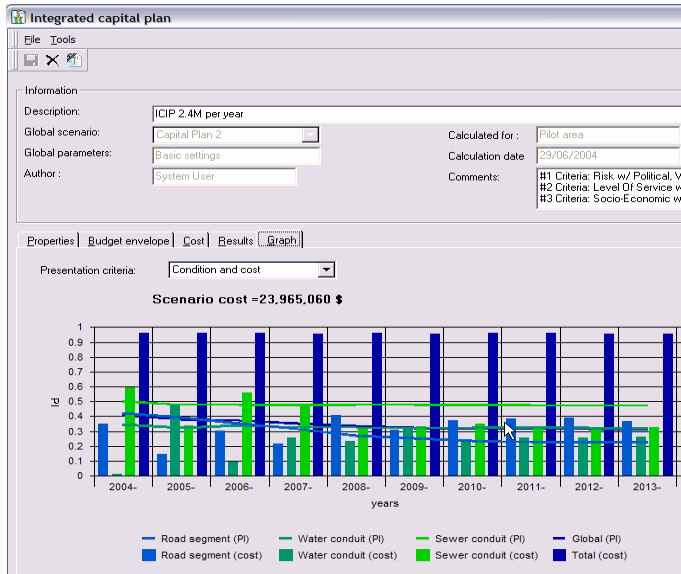 Integrated capital plan
File Tools
Information
Description: ICIP 2.4M per year
Global scenario: Capital Plan 2 Calculated for : Pilot area
Global parameters: Basic settings Calculation date 29/06/2004
Author : System User Comments: #1 Criteria: Risk w/ Political, V
#2 Criteria: Level Of Service w
#3 Criteria: Socio-Economic w
Properties Budget envelope Cost Results Graph
Presentation criteria: Condition and cost
Scenario cost =23,965,060 $
1
0.9
0.8
0.7
0.6
0.5
0.4
0.3
0.2
0.1
0
PI
2004- 2005- 2006- 2007- 2008- 2009- 2010- 2011- 2012- 2013-
years
Road segment (PI) Water conduit (PI) Sewer conduit (PI) Global (PI)
Road segment (cost) Water conduit (cost) Sewer conduit (cost) Total (cost)